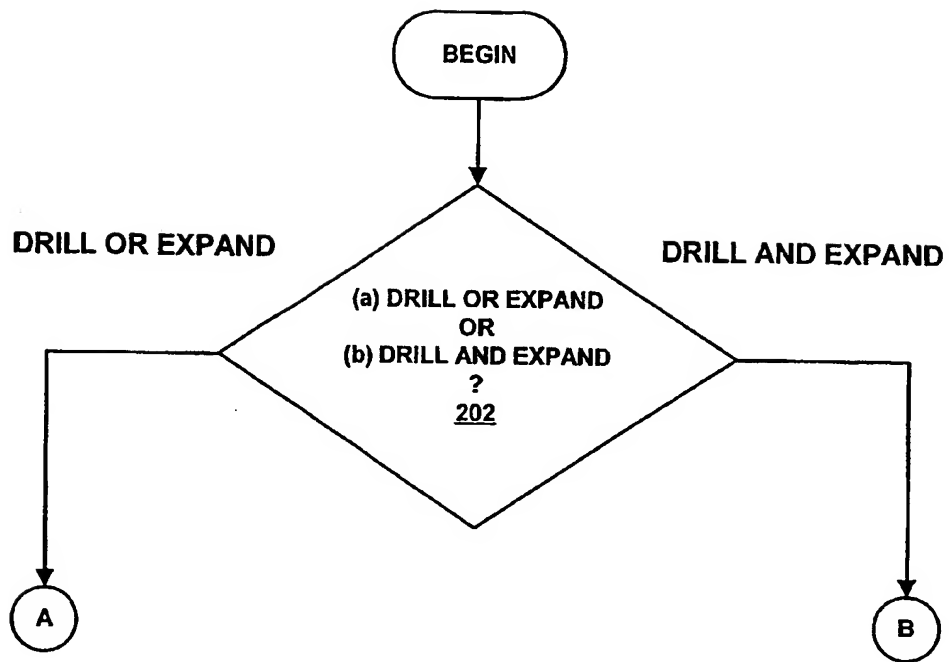 BEGIN
DRILL OR EXPAND
DRILL AND EXPAND
(a) DRILL OR EXPAND
OR
(b) DRILL AND EXPAND
?
202
A
B